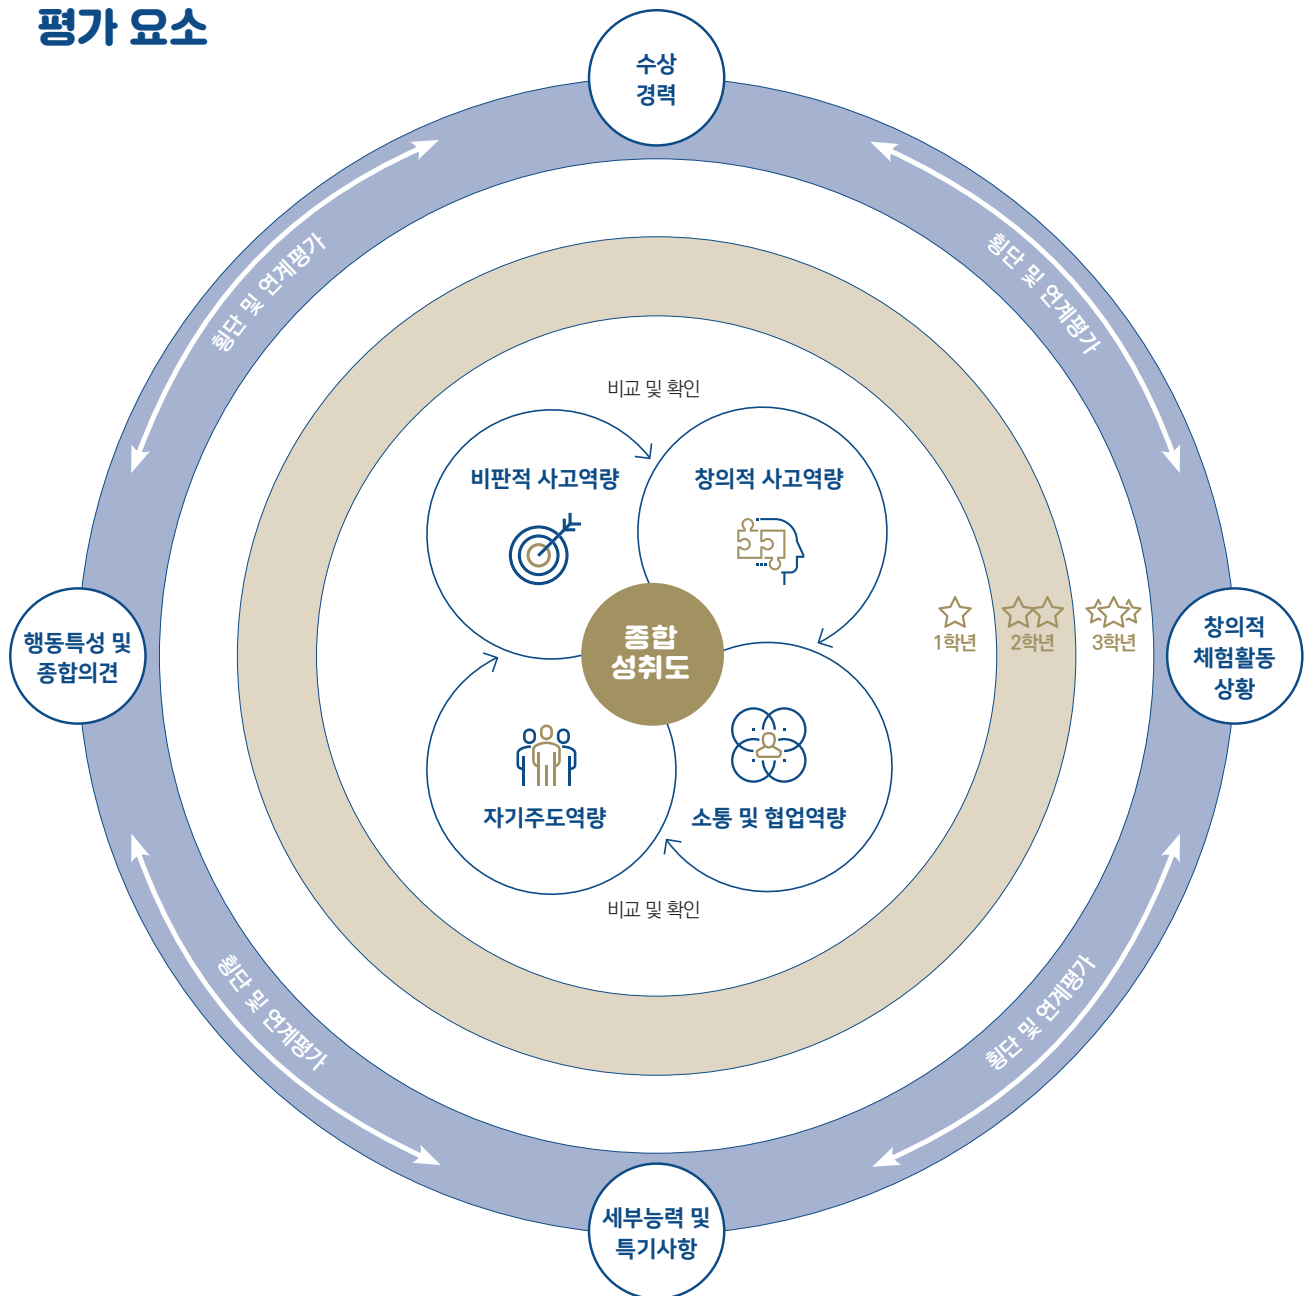 평가 요소
수상
경력
횡단 및 연계평가
횡단 및 연계평가
비교 및 확인
비판적 사고역량
창의적 사고역량
종합
성취도
1학년
2학년
3학년
행동특성 및
종합의견
창의적
체험활동
상황
자기주도역량
소통 및 협업역량
비교 및 확인
횡단 및 연계평가
횡단 및 연계평가
세부능력 및
특기사항